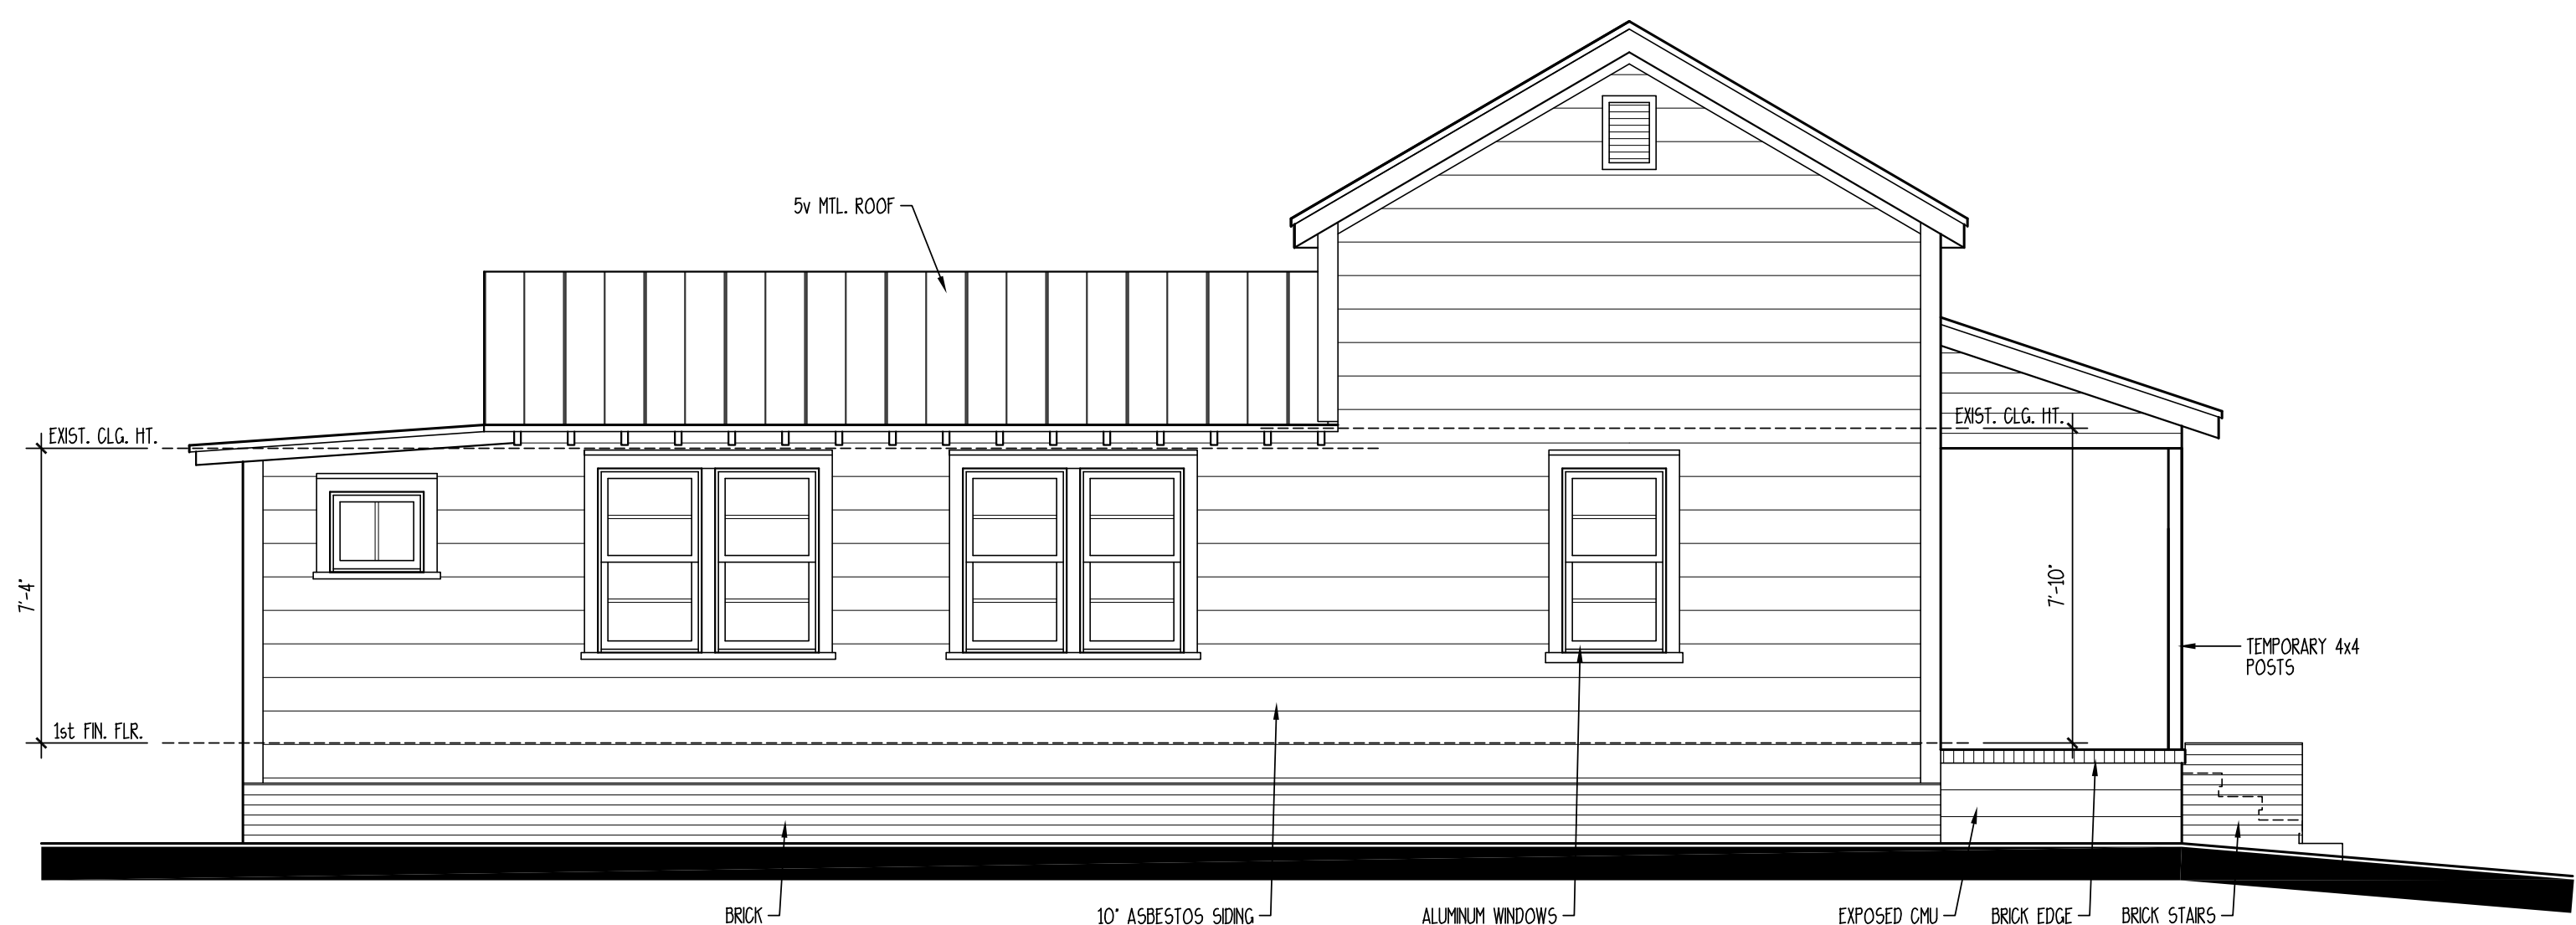 5v MTL. ROOF
EXIST. CLG. HT.
EXIST. CLG. HT.
7'-4"
7'-10"
TEMPORARY 4x4
POSTS
1st FIN. FLR.
BRICK
10" ASBESTOS SIDING
ALUMINUM WINDOWS
EXPOSED CMU
BRICK EDGE
BRICK STAIRS